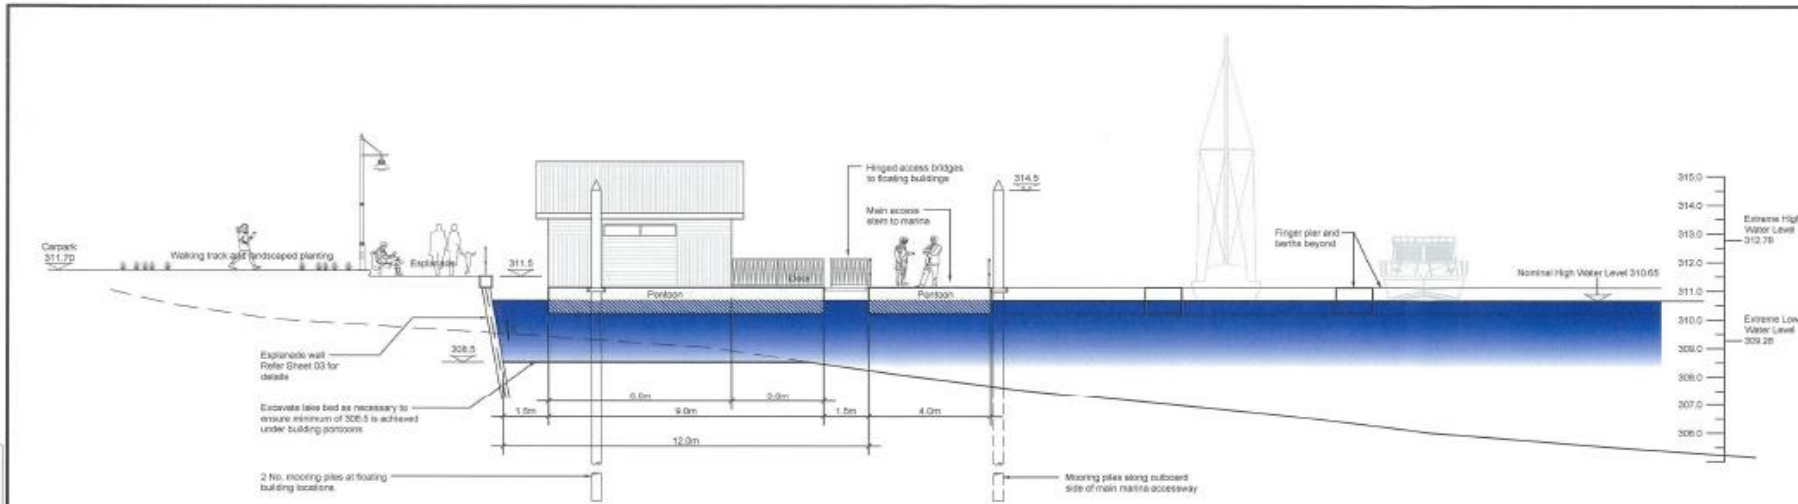 Carpark
311.70
Walking track and landscaped planting
Esplanade
311.5
Hinged access bridges
to floating buildings
Main access
stem to marina
314.5
Deck
Pontoon
Pontoon
Finger pier and
berths beyond
Nominal High Water Level 310.65
315.0
314.0
313.0
312.0
311.0
310.0
309.0
308.0
307.0
306.0
Extreme High
Water Level
312.78
Extreme Low
Water Level
309.28
Esplanade wall
Refer Sheet 03 for
details
308.5
Excavate lake bed as necessary to
ensure minimum of 308.5 is achieved
under building pontoons
6.0m
3.0m
1.5m
9.0m
1.5m
4.0m
12.0m
2 No. mooring piles at floating
building locations.
Mooring piles along outboard
side of main marina accessway